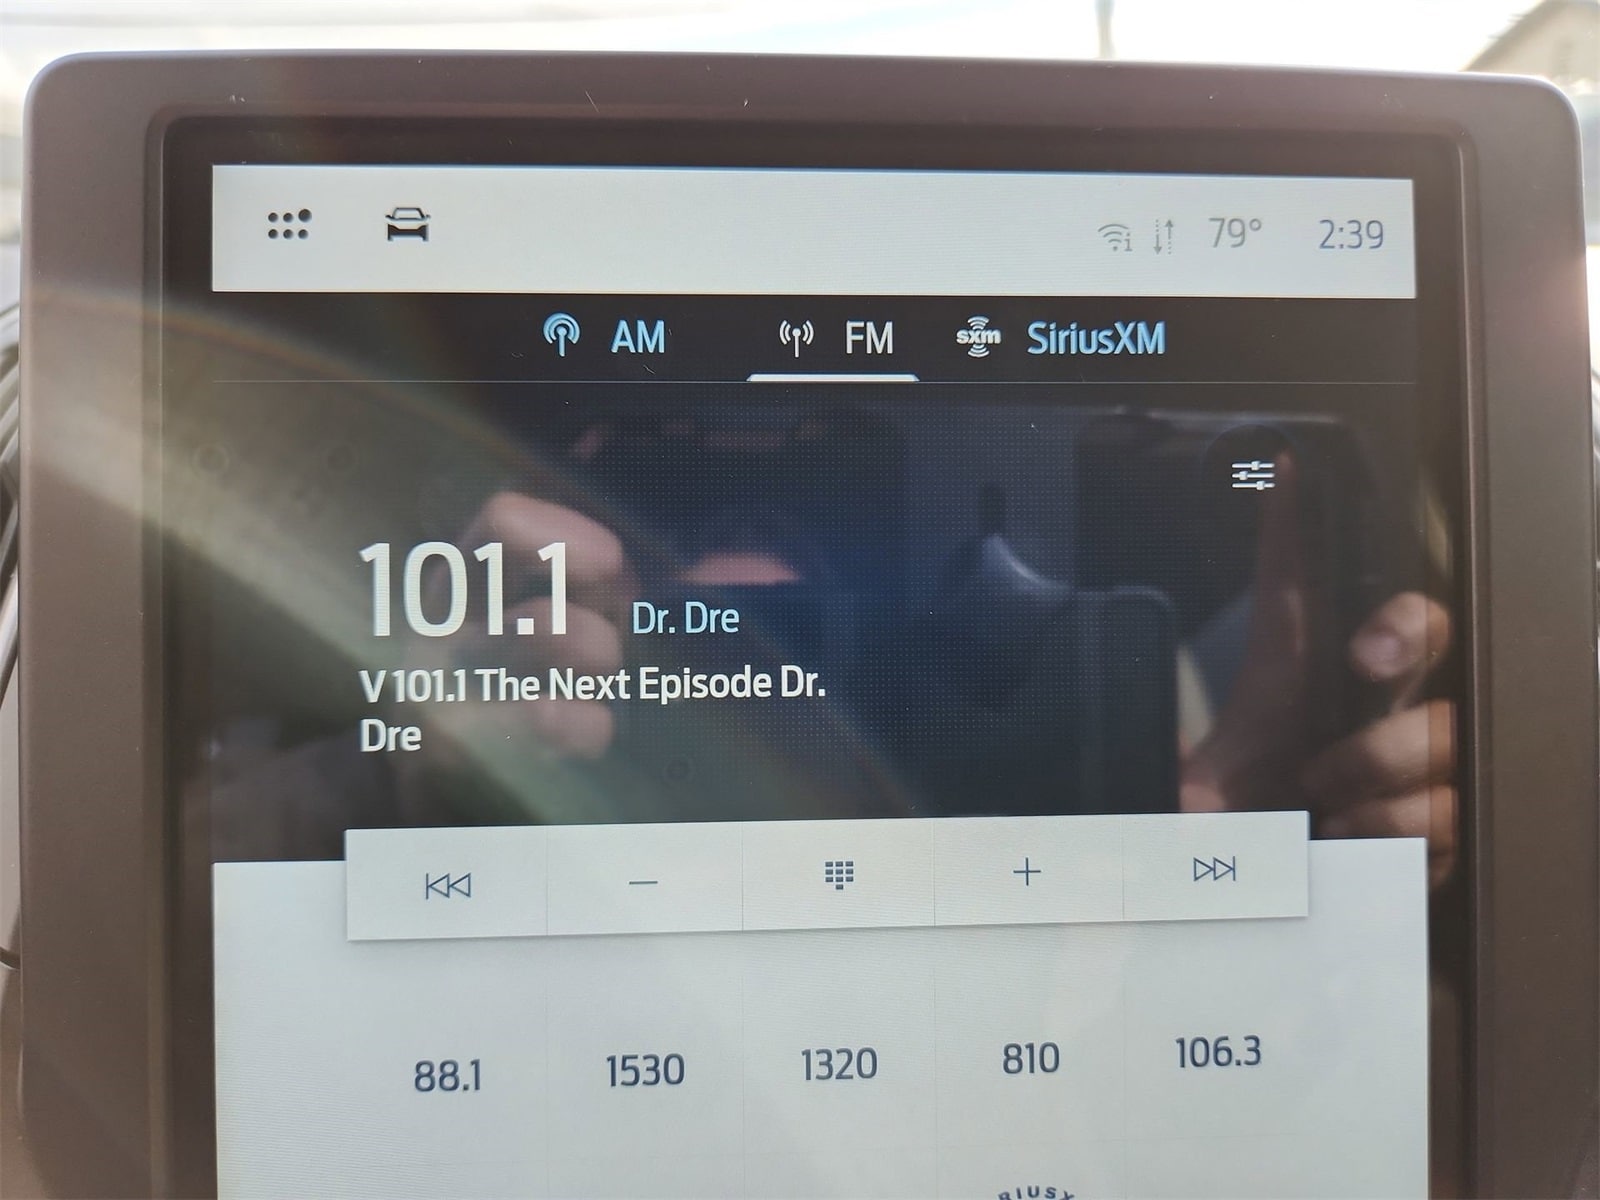 79° 2:39
AM FM sxm SiriusXM
101.1 Dr. Dre
V 101.1 The Next Episode Dr.
Dre
88.1 1530 1320 810 106.3
RIUSX